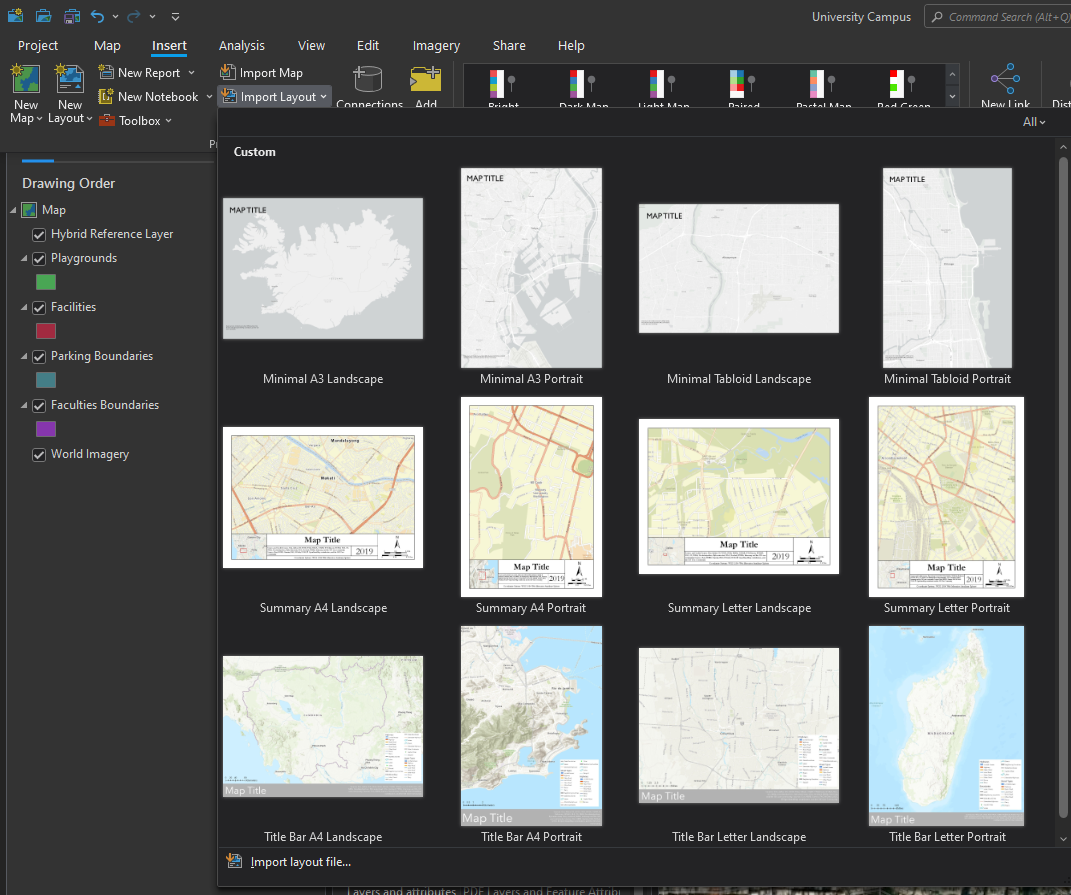 University Campus
Command Search (Alt+Q)
Project Map Insert Analysis View Edit Imagery Share Help
New Map
New Layout
New Report
New Notebook
Toolbox
Import Map
Import Layout
Connections
Add
Bright
Dark Map
Light Map
Paired
Pastel Map
Red Green
New Link
All
Custom
Drawing Order
Map
Hybrid Reference Layer
Playgrounds
Facilities
Parking Boundaries
Faculties Boundaries
World Imagery
MAP TITLE
MAP TITLE
MAP TITLE
MAP TITLE
Minimal A3 Landscape
Minimal A3 Portrait
Minimal Tabloid Landscape
Minimal Tabloid Portrait
Mandaluyong
Makati
Map Title
2019
Map Title
2019
Map Title
2019
Map Title
2019
Summary A4 Landscape
Summary A4 Portrait
Summary Letter Landscape
Summary Letter Portrait
Map Title
Map Title
Map Title
Map Title
Title Bar A4 Landscape
Title Bar A4 Portrait
Title Bar Letter Landscape
Title Bar Letter Portrait
Import layout file...
Layers and attributes PDF Layers and Feature Attrib